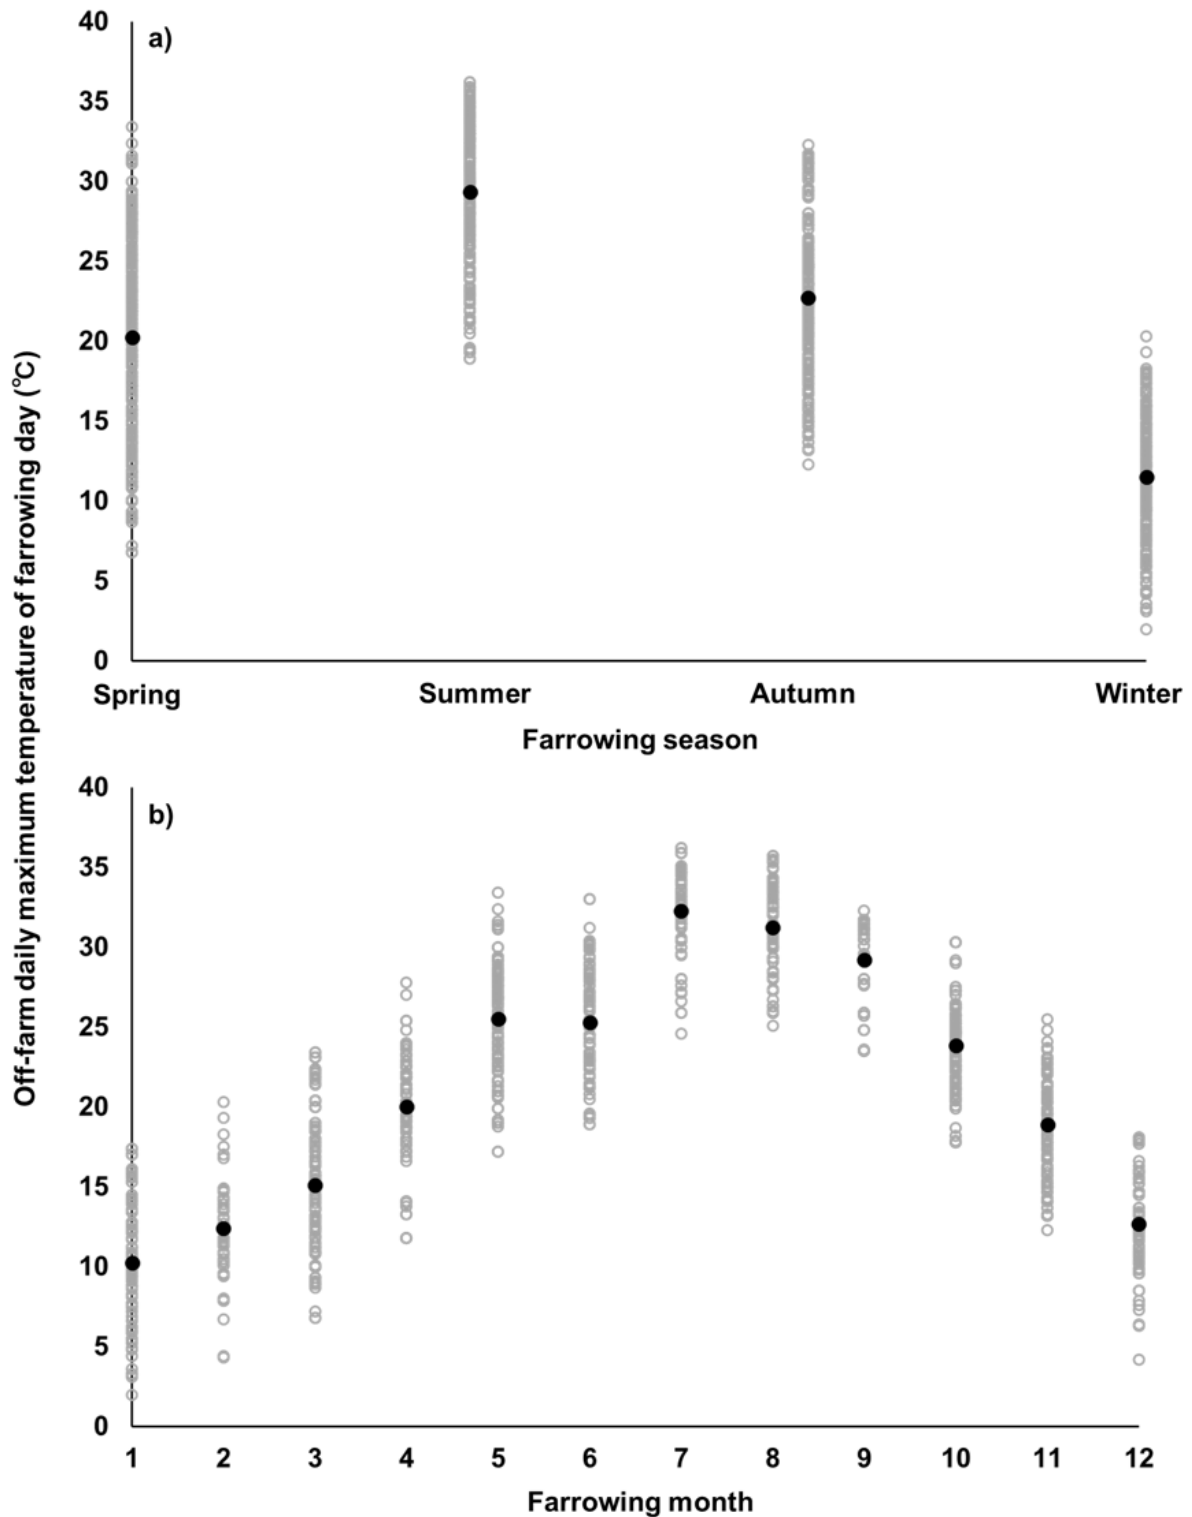 Off-farm daily maximum temperature of farrowing day (℃)
a)
40
35
30
25
20
15
10
5
0
Spring Summer Autumn Winter
Farrowing season
b)
40
35
30
25
20
15
10
5
0
1 2 3 4 5 6 7 8 9 10 11 12
Farrowing month